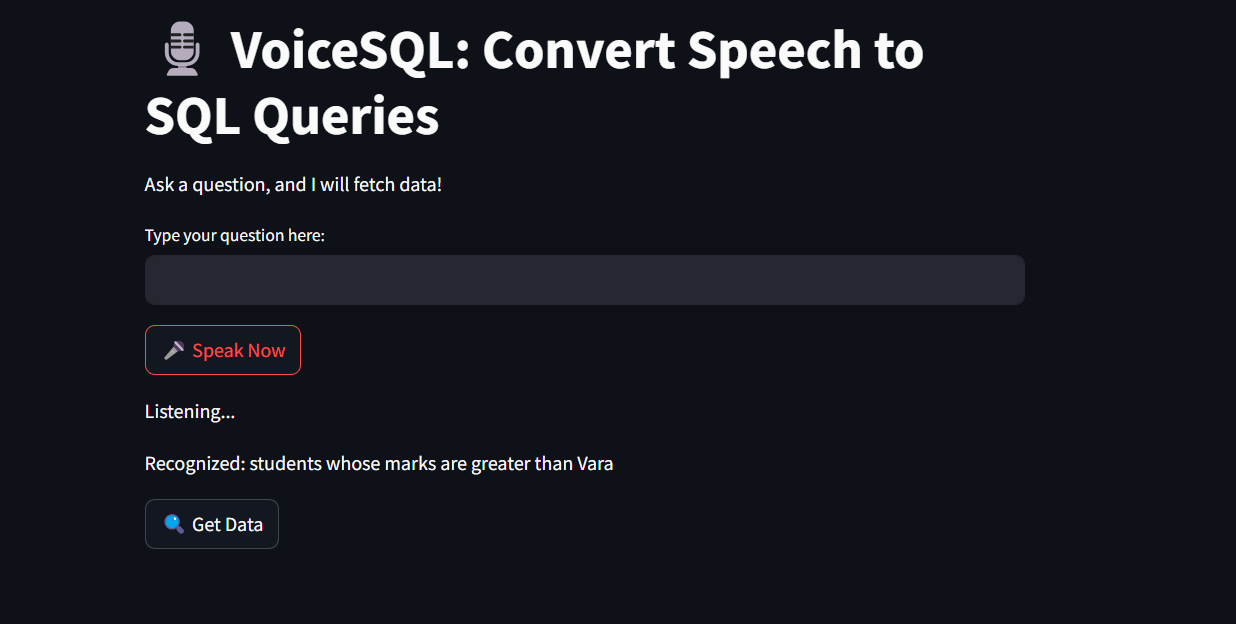 VoiceSQL: Convert Speech to
SQL Queries
Ask a question, and I will fetch data!
Type your question here:
Speak Now
Listening...
Recognized: students whose marks are greater than Vara
Get Data